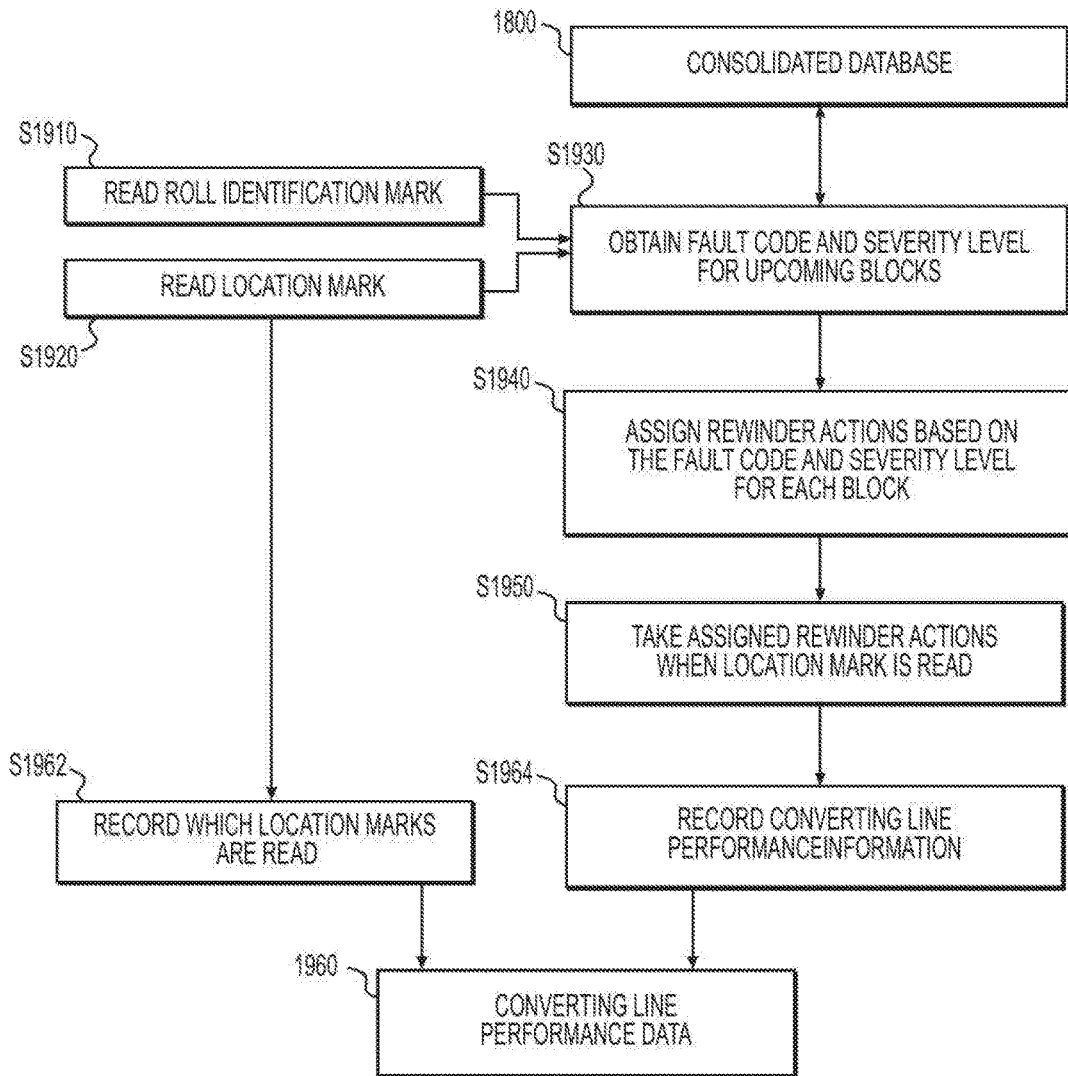 1800
CONSOLIDATED DATABASE
S1910
READ ROLL IDENTIFICATION MARK
S1930
OBTAIN FAULT CODE AND SEVERITY LEVEL
FOR UPCOMING BLOCKS
READ LOCATION MARK
S1920
S1940
ASSIGN REWINDER ACTIONS BASED ON
THE FAULT CODE AND SEVERITY LEVEL
FOR EACH BLOCK
S1950
TAKE ASSIGNED REWINDER ACTIONS
WHEN LOCATION MARK IS READ
S1962
RECORD WHICH LOCATION MARKS
ARE READ
S1964
RECORD CONVERTING LINE
PERFORMANCEINFORMATION
1960
CONVERTING LINE
PERFORMANCE DATA